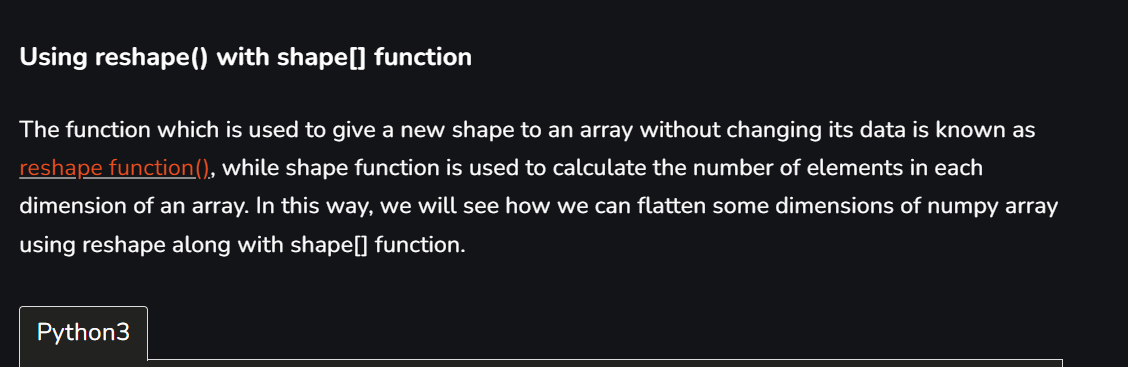 Using reshape() with shape[] function
The function which is used to give a new shape to an array without changing its data is known as
reshape function(), while shape function is used to calculate the number of elements in each
dimension of an array. In this way, we will see how we can flatten some dimensions of numpy array
using reshape along with shape[] function.
Python3